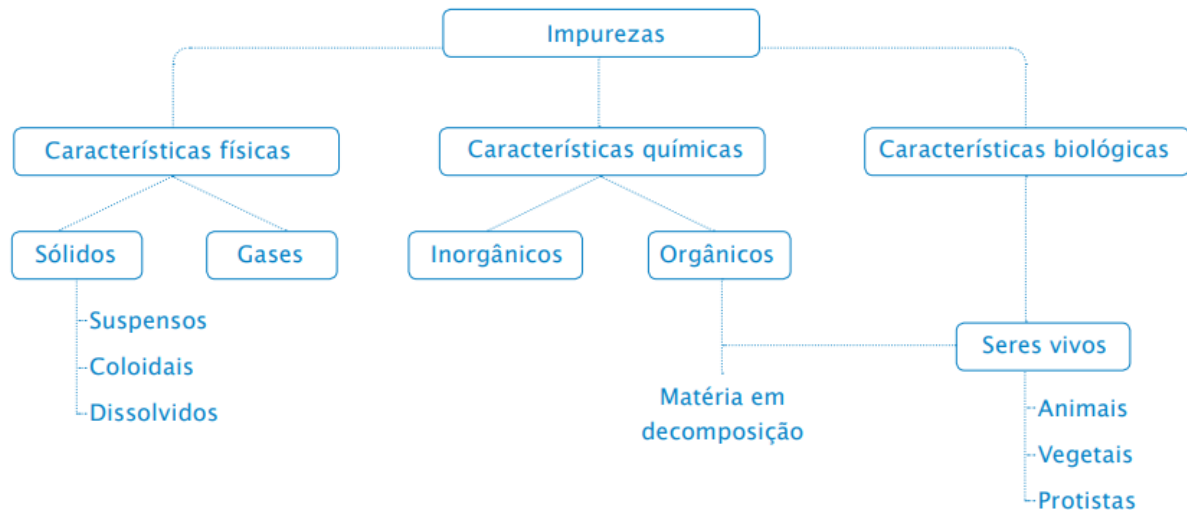 Impurezas
Características físicas
Características químicas
Características biológicas
Sólidos
Gases
Inorgânicos
Orgânicos
Suspensos
Coloidais
Dissolvidos
Matéria em
decomposição
Seres vivos
Animais
Vegetais
Protistas